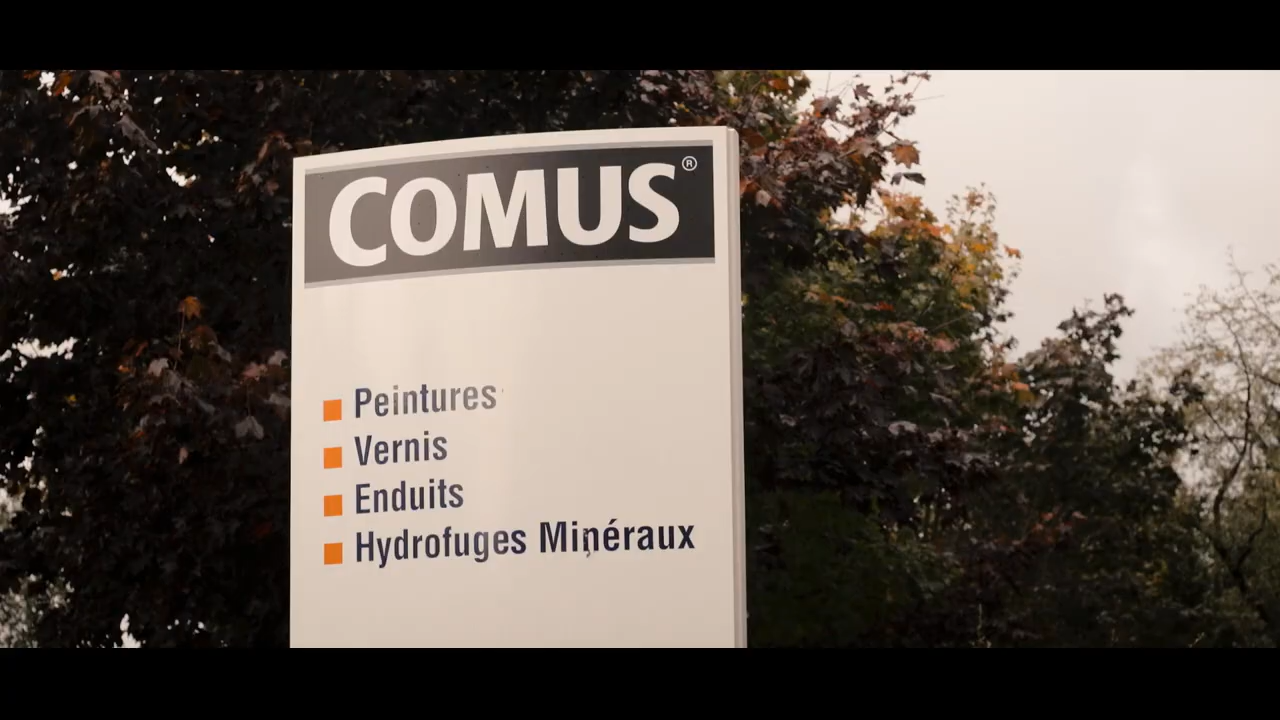 COMUS®
Peintures
Vernis
Enduits
Hydrofuges Minéraux